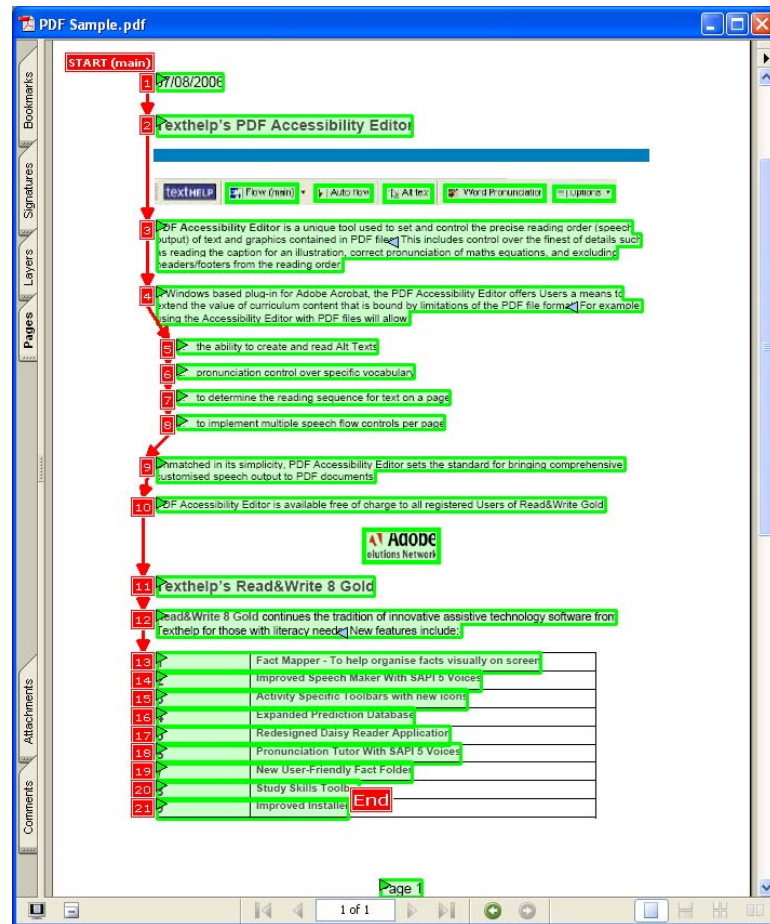 PDF Sample.pdf
Bookmarks
Signatures
Layers
Pages
Attachments
Comments
START (main)
1 07/08/2006
2 Texthelp's PDF Accessibility Editor
textHELP Flow (main) Auto flow Alt text Word Pronunciation Options
3 PDF Accessibility Editor is a unique tool used to set and control the precise reading order (speech
output) of text and graphics contained in PDF files This includes control over the finest of details such
as reading the caption for an illustration, correct pronunciation of maths equations, and excluding
headers/footers from the reading order
4 A Windows based plug-in for Adobe Acrobat, the PDF Accessibility Editor offers Users a means to
extend the value of curriculum content that is bound by limitations of the PDF file format For example
using the Accessibility Editor with PDF files will allow
5 the ability to create and read Alt Texts
6 pronunciation control over specific vocabulary
7 to determine the reading sequence for text on a page
8 to implement multiple speech flow controls per page
9 Unmatched in its simplicity, PDF Accessibility Editor sets the standard for bringing comprehensive
customised speech output to PDF documents
10 PDF Accessibility Editor is available free of charge to all registered Users of Read&Write Gold
Adobe
Solutions Network
11 Texthelp's Read&Write 8 Gold
12 Read&Write 8 Gold continues the tradition of innovative assistive technology software from
Texthelp for those with literacy needs New features include:
13 1 Fact Mapper - To help organise facts visually on screen
14 2 Improved Speech Maker With SAPI 5 Voices
15 3 Activity Specific Toolbars with new icons
16 4 Expanded Prediction Database
17 5 Redesigned Daisy Reader Application
18 6 Pronunciation Tutor With SAPI 5 Voices
19 7 New User-Friendly Fact Folder
20 8 Study Skills Toolbar
21 9 Improved Installer End
Page 1
1 of 1